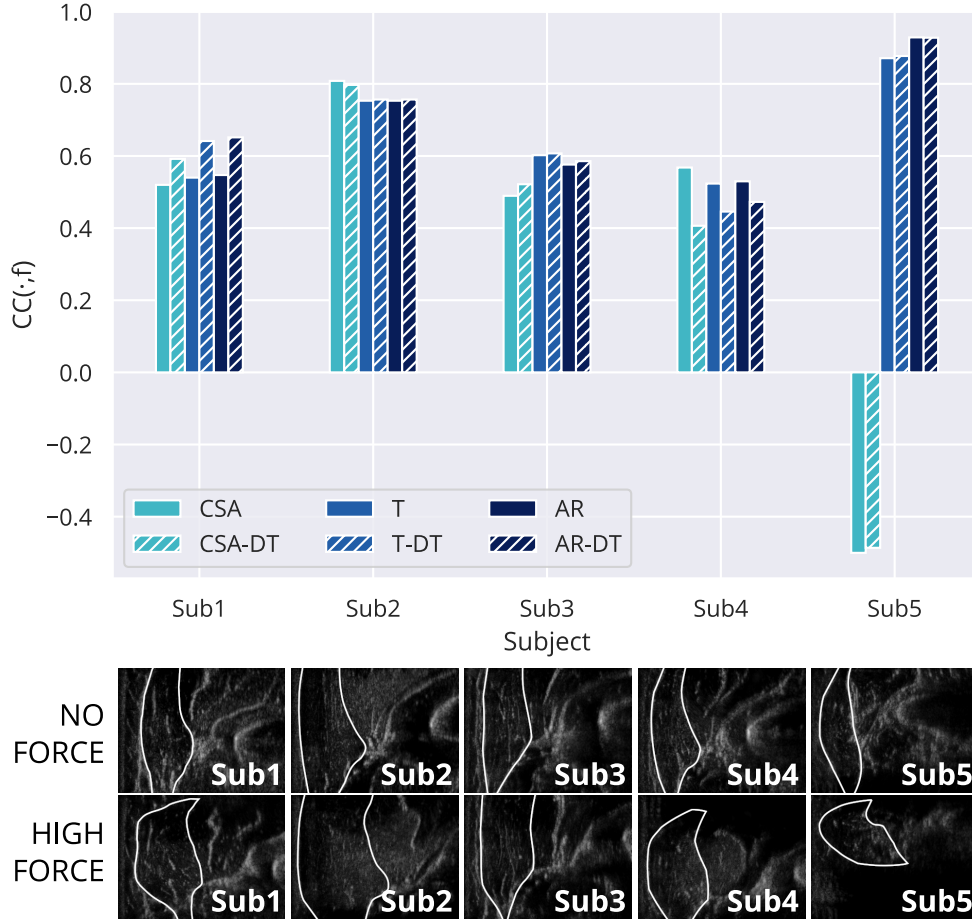 1.0
0.8
0.6
0.4
0.2
0.0
−0.2
−0.4
CC(·,f)
CSA T AR
CSA-DT T-DT AR-DT
Sub1 Sub2 Sub3 Sub4 Sub5
Subject
NO
FORCE
Sub1 Sub2 Sub3 Sub4 Sub5
HIGH
FORCE
Sub1 Sub2 Sub3 Sub4 Sub5